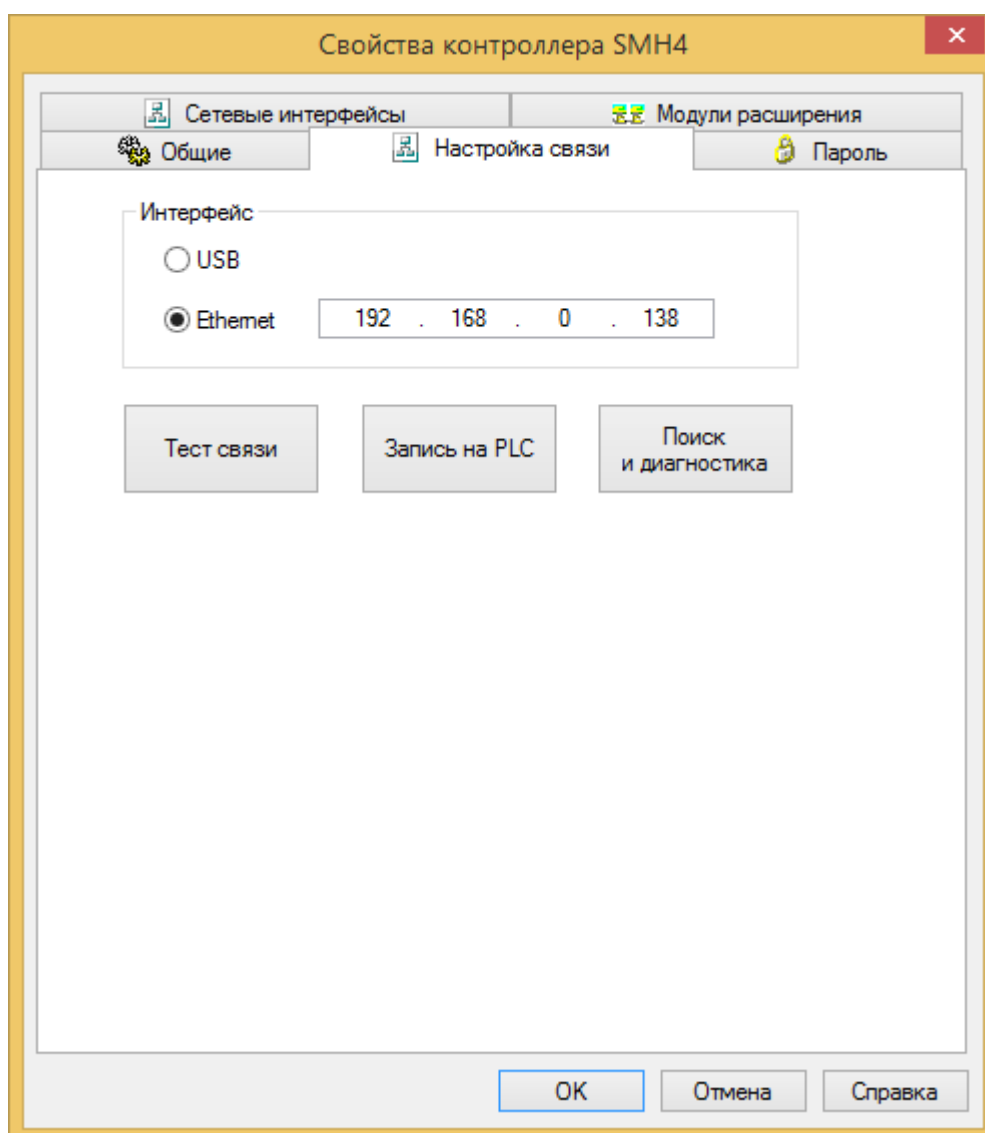 Свойства контроллера SMH4
Сетевые интерфейсы
Модули расширения
Общие
Настройка связи
Пароль
Интерфейс
USB
Ethernet
192 . 168 . 0 . 138
Тест связи
Запись на PLC
Поиск
и диагностика
OK
Отмена
Справка